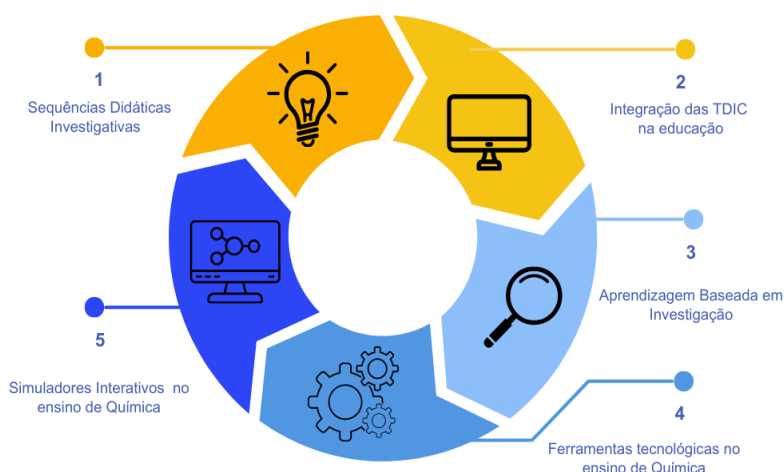 1
Sequências Didáticas
Investigativas
2
Integração das TDIC
na educação
3
Aprendizagem Baseada em
Investigação
4
Ferramentas tecnológicas no
ensino de Química
5
Simuladores Interativos no
ensino de Química